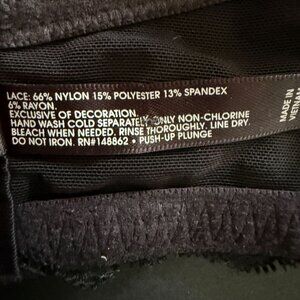 LACE: 66% NYLON 15% POLYESTER 13% SPANDEX
6% RAYON.
EXCLUSIVE OF DECORATION.
HAND WASH COLD SEPARATELY. ONLY NON-CHLORINE
BLEACH WHEN NEEDED. RINSE THOROUGHLY. LINE DRY.
DO NOT IRON. RN#148862 • PUSH-UP PLUNGE
MADE IN